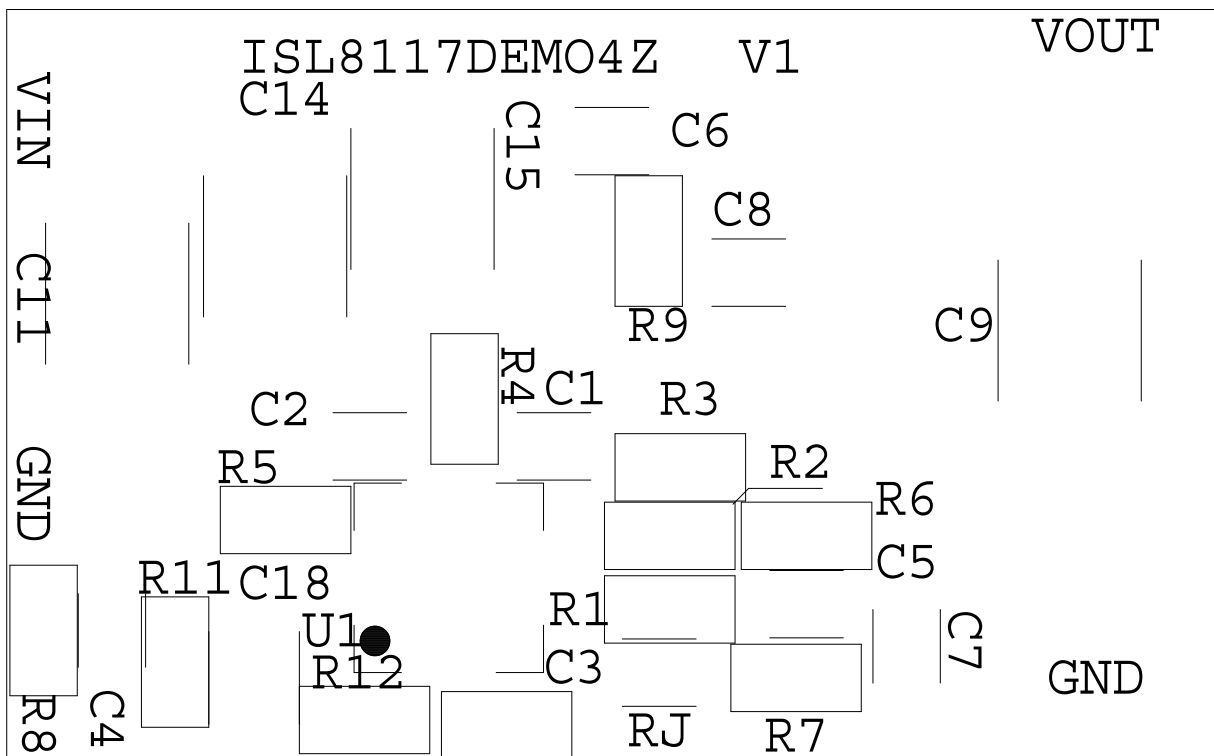 VOUT
ISL8117DEMO4Z V1
C14
VIN
C15
C6
C8
C11
R9
C9
R4
C1
R3
C2
GND
R5
R2
R6
C5
R11
C18
R1
U1
C7
R12
C3
GND
R8
C4
RJ
R7